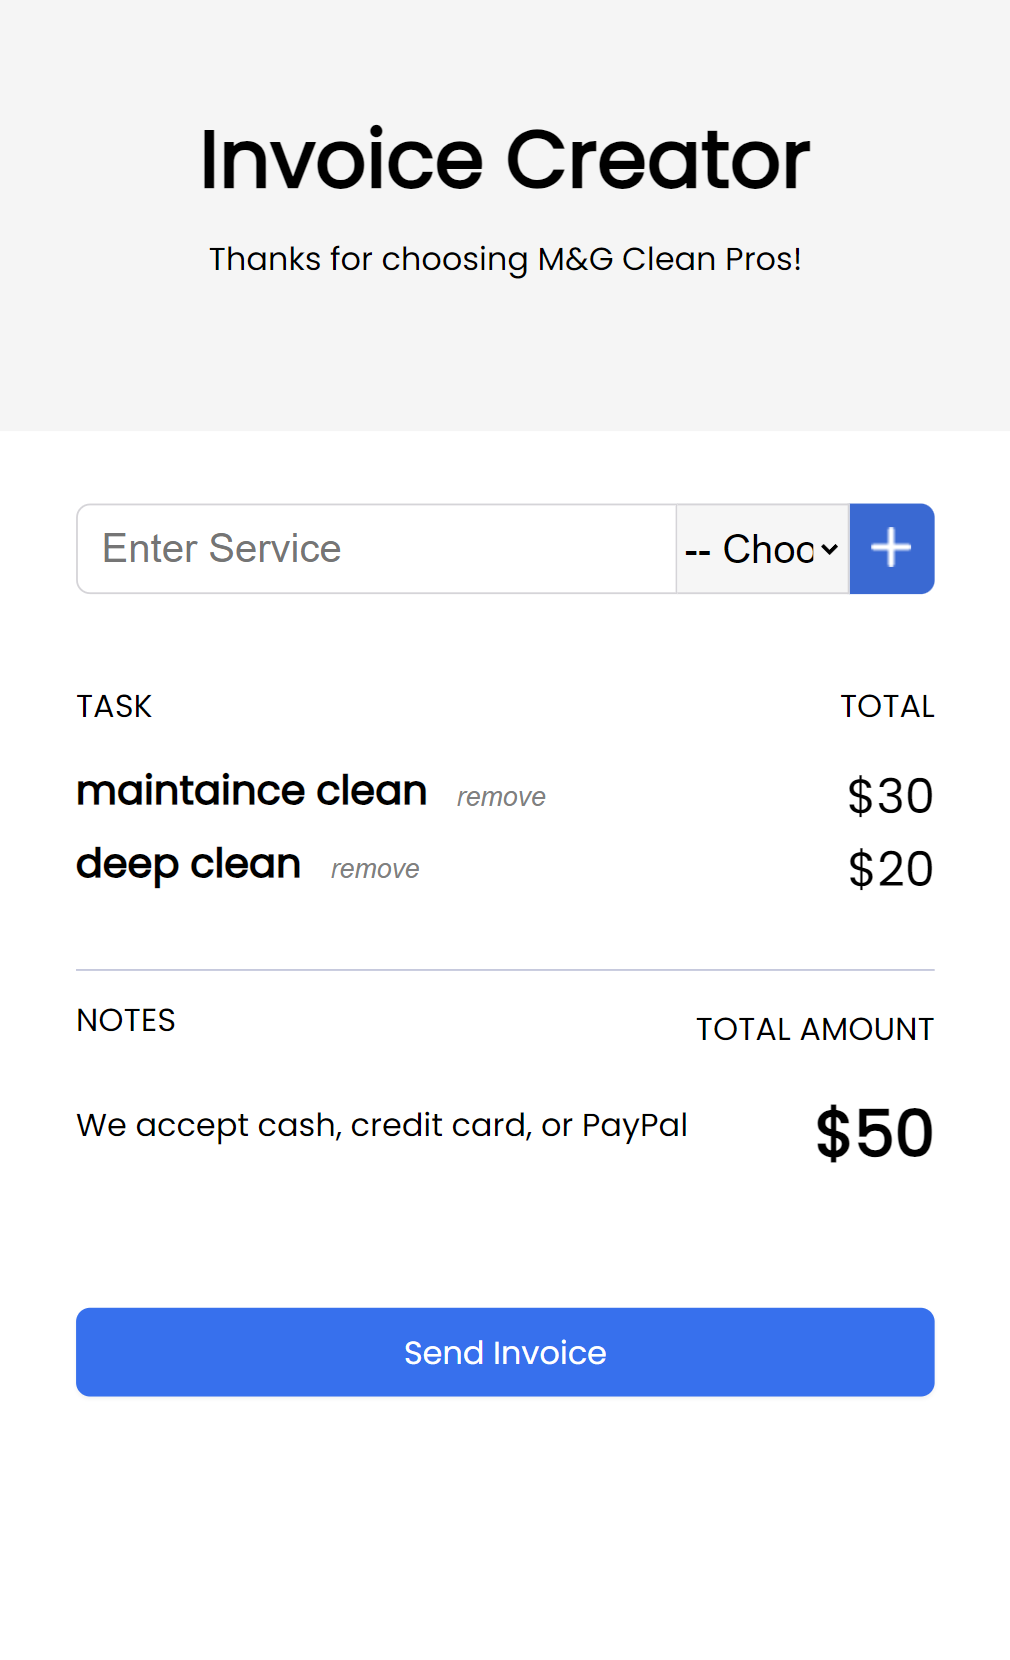 Invoice Creator
Thanks for choosing M&G Clean Pros!
Enter Service -- Choo
TASK TOTAL
maintaince clean remove $30
deep clean remove $20
NOTES TOTAL AMOUNT
We accept cash, credit card, or PayPal $50
Send Invoice